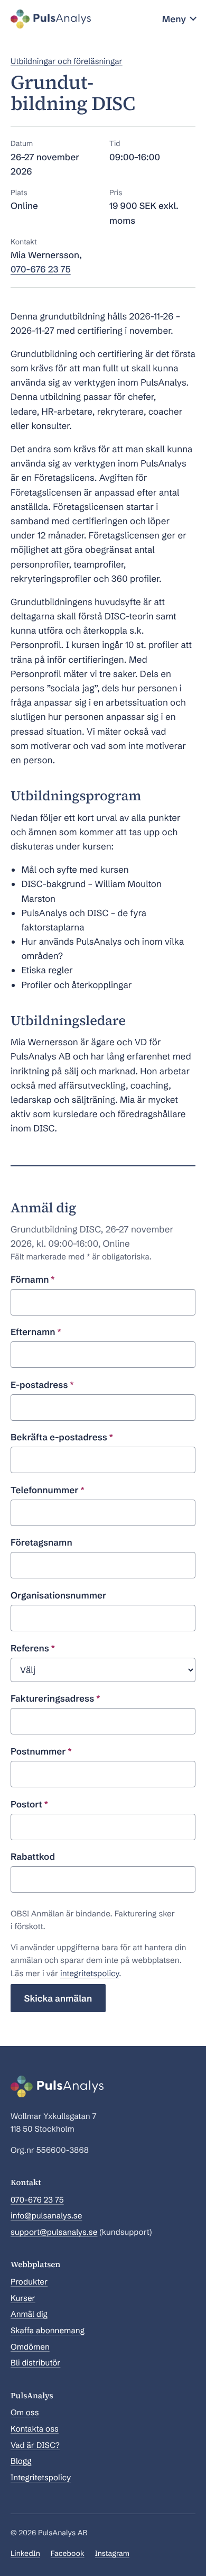 PulsAnalys
Meny
Utbildningar och föreläsningar
Grundut-
bildning DISC
Datum
26-27 november
2026
Tid
09:00-16:00
Plats
Online
Pris
19 900 SEK exkl.
moms
Kontakt
Mia Wernersson,
070-676 23 75
Denna grundutbildning hålls 2026-11-26 -
2026-11-27 med certifiering i november.
Grundutbildning och certifiering är det första
som krävs för att man fullt ut skall kunna
använda sig av verktygen inom PulsAnalys.
Denna utbildning passar för chefer,
ledare, HR-arbetare, rekryterare, coacher
eller konsulter.
Det andra som krävs för att man skall kunna
använda sig av verktygen inom PulsAnalys
är en Företagslicens. Avgiften för
Företagslicensen är anpassad efter antal
anställda. Företagslicensen startar i
samband med certifieringen och löper
under 12 månader. Företagslicensen ger er
möjlighet att göra obegränsat antal
personprofiler, teamprofiler,
rekryteringsprofiler och 360 profiler.
Grundutbildningens huvudsyfte är att
deltagarna skall förstå DISC-teorin samt
kunna utföra och återkoppla s.k.
Personprofil. I kursen ingår 10 st. profiler att
träna på inför certifieringen. Med
Personprofil mäter vi tre saker. Dels en
persons "sociala jag", dels hur personen i
fråga anpassar sig i en arbetssituation och
slutligen hur personen anpassar sig i en
pressad situation. Vi mäter också vad
som motiverar och vad som inte motiverar
en person.
Utbildningsprogram
Nedan följer ett kort urval av alla punkter
och ämnen som kommer att tas upp och
diskuteras under kursen:
• Mål och syfte med kursen
• DISC-bakgrund - William Moulton
Marston
• PulsAnalys och DISC - de fyra
faktorstaplarna
• Hur används PulsAnalys och inom vilka
områden?
• Etiska regler
• Profiler och återkopplingar
Utbildningsledare
Mia Wernersson är ägare och VD för
PulsAnalys AB och har lång erfarenhet med
inriktning på sälj och marknad. Hon arbetar
också med affärsutveckling, coaching,
ledarskap och säljträning. Mia är mycket
aktiv som kursledare och föredragshållare
inom DISC.
Anmäl dig
Grundutbildning DISC, 26-27 november
2026, kl. 09:00-16:00, Online
Fält markerade med * är obligatoriska.
Förnamn *
Efternamn *
E-postadress *
Bekräfta e-postadress *
Telefonnummer *
Företagsnamn
Organisationsnummer
Referens *
Välj
Faktureringsadress *
Postnummer *
Postort *
Rabattkod
OBS! Anmälan är bindande. Fakturering sker
i förskott.
Vi använder uppgifterna bara för att hantera din
anmälan och sparar dem inte på webbplatsen.
Läs mer i vår integritetspolicy.
Skicka anmälan
PulsAnalys
Wollmar Yxkullsgatan 7
118 50 Stockholm
Org.nr 556600-3868
Kontakt
070-676 23 75
info@pulsanalys.se
support@pulsanalys.se (kundsupport)
Webbplatsen
Produkter
Kurser
Anmäl dig
Skaffa abonnemang
Omdömen
Bli distributör
PulsAnalys
Om oss
Kontakta oss
Vad är DISC?
Blogg
Integritetspolicy
© 2026 PulsAnalys AB
LinkedIn Facebook Instagram